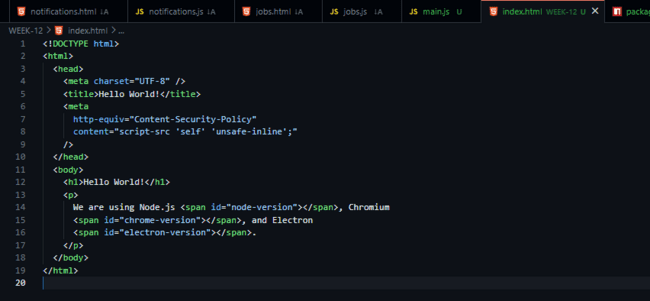 notifications.html ↓A JS notifications.js ↓A jobs.html ↓A JS jobs.js ↓A JS main.js U index.html WEEK-12 U × packa
WEEK-12 > index.html > ...
1 <!DOCTYPE html>
2 <html>
3 <head>
4 <meta charset="UTF-8" />
5 <title>Hello World!</title>
6 <meta
7 http-equiv="Content-Security-Policy"
8 content="script-src 'self' 'unsafe-inline';"
9 />
10 </head>
11 <body>
12 <h1>Hello World!</h1>
13 <p>
14 We are using Node.js <span id="node-version"></span>, Chromium
15 <span id="chrome-version"></span>, and Electron
16 <span id="electron-version"></span>.
17 </p>
18 </body>
19 </html>
20